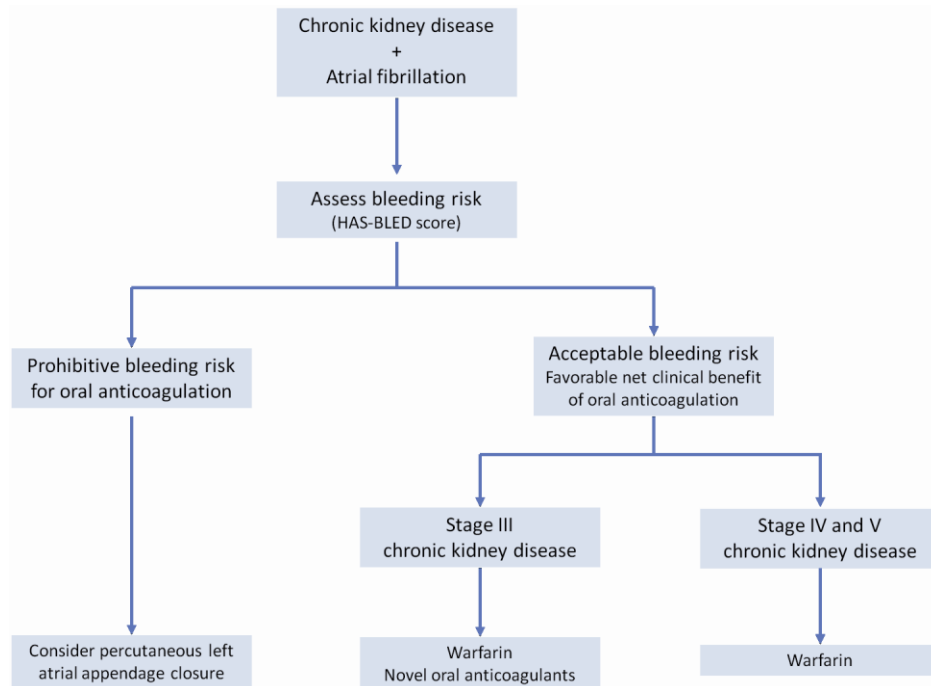 Chronic kidney disease
+
Atrial fibrillation
Assess bleeding risk
(HAS-BLED score)
Prohibitive bleeding risk
for oral anticoagulation
Acceptable bleeding risk
Favorable net clinical benefit
of oral anticoagulation
Stage III
chronic kidney disease
Stage IV and V
chronic kidney disease
Consider percutaneous left
atrial appendage closure
Warfarin
Novel oral anticoagulants
Warfarin